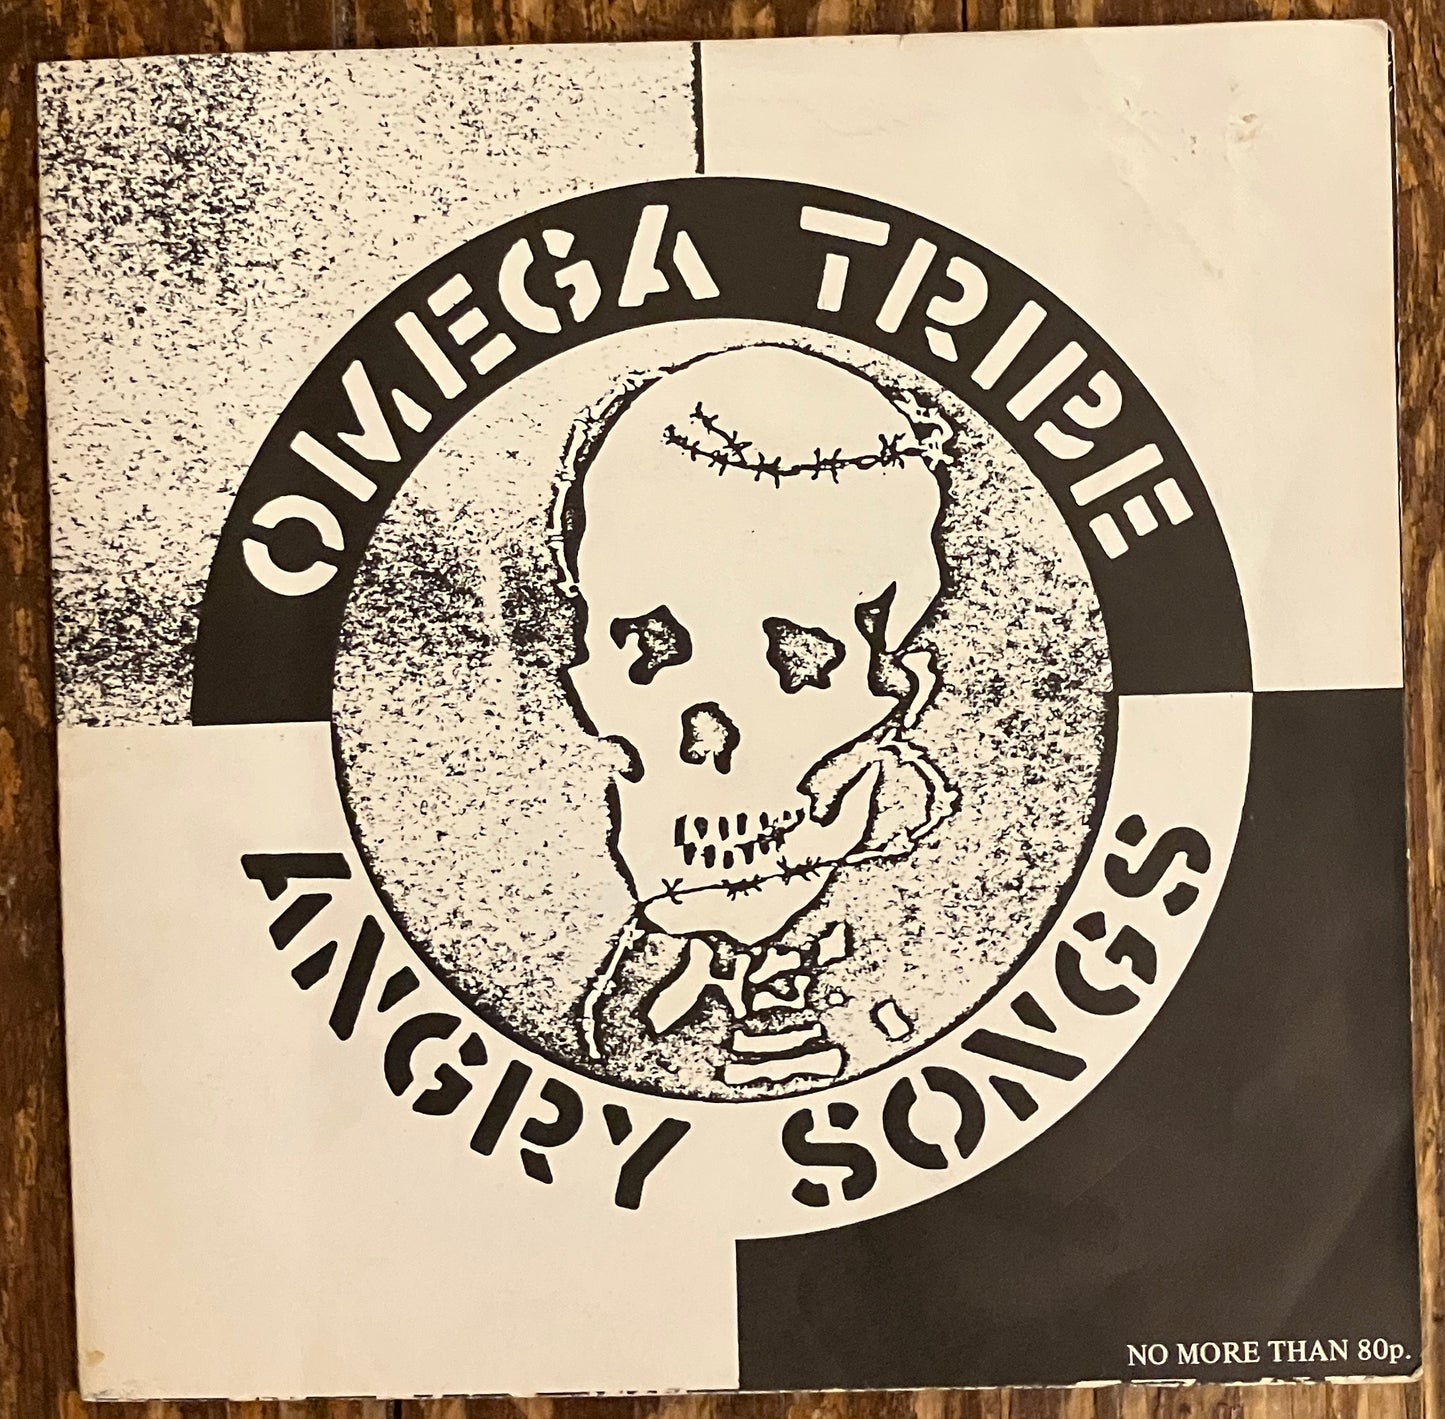 OMEGA TRIBE
ANGRY SONGS
NO MORE THAN 80p.